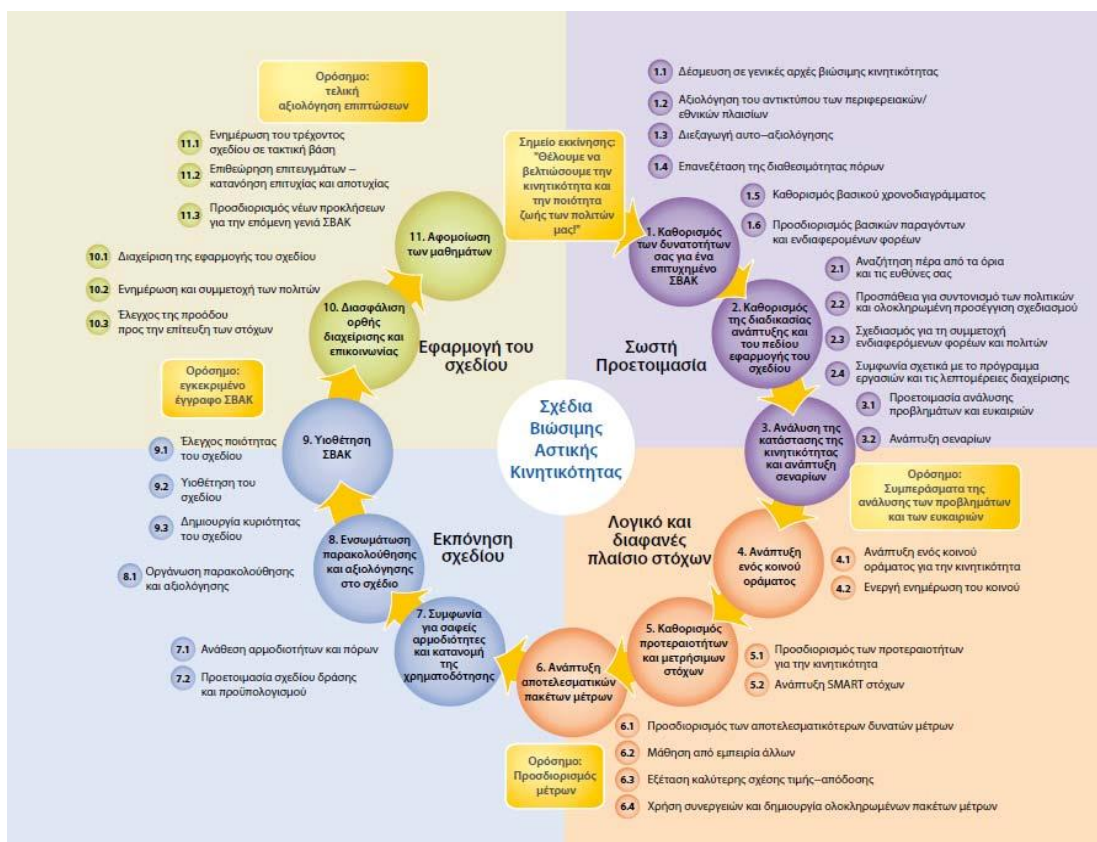 Ορόσημο:
τελική
αξιολόγηση επιπτώσεων
11.1 Ενημέρωση του τρέχοντος
σχεδίου σε τακτική βάση
11.2 Επιθεώρηση επιτευγμάτων –
κατανόηση επιτυχίας και αποτυχίας
11.3 Προσδιορισμός νέων προκλήσεων
για την επόμενη γενιά ΣΒΑΚ
10.1 Διαχείριση της εφαρμογής του σχεδίου
10.2 Ενημέρωση και συμμετοχή των πολιτών
10.3 Έλεγχος της προόδου
προς την επίτευξη των στόχων
11. Αφομοίωση
των μαθημάτων
10. Διασφάλιση
ορθής
διαχείρισης και
επικοινωνίας
Εφαρμογή του
σχεδίου
Σημείο εκκίνησης:
"Θέλουμε να
βελτιώσουμε την
κινητικότητα και
την ποιότητα
ζωής των πολιτών
μας!"
1.1 Δέσμευση σε γενικές αρχές βιώσιμης κινητικότητας
1.2 Αξιολόγηση του αντικτύπου των περιφερειακών/
εθνικών πλαισίων
1.3 Διεξαγωγή αυτο–αξιολόγησης
1.4 Επανεξέταση της διαθεσιμότητας πόρων
1.5 Καθορισμός βασικού χρονοδιαγράμματος
1.6 Προσδιορισμός βασικών παραγόντων
και ενδιαφερομένων φορέων
1. Καθορισμός
των δυνατοτήτων
σας για ένα
επιτυχημένο
ΣΒΑΚ
2.1 Αναζήτηση πέρα από τα όρια
και τις ευθύνες σας
2.2 Προσπάθεια για συντονισμό των πολιτικών
και ολοκληρωμένη προσέγγιση σχεδιασμού
2.3 Σχεδιασμός για τη συμμετοχή
ενδιαφερόμενων φορέων και πολιτών
2.4 Συμφωνία σχετικά με το πρόγραμμα
εργασιών και τις λεπτομέρειες διαχείρισης
2. Καθορισμός
της διαδικασίας
ανάπτυξης και
του πεδίου
εφαρμογής του
σχεδίου
Σωστή
Προετοιμασία
3.1 Προετοιμασία ανάλυσης
προβλημάτων και ευκαιριών
3.2 Ανάπτυξη σεναρίων
3. Ανάλυση της
κατάστασης της
κινητικότητας
και ανάπτυξη
σεναρίων
Ορόσημο:
Συμπεράσματα της
ανάλυσης των προβλημάτων
και των ευκαιριών
Σχέδια
Βιώσιμης
Αστικής
Κινητικότητας
Λογικό και
διαφανές
πλαίσιο στόχων
4. Ανάπτυξη
ενός κοινού
οράματος
4.1 Ανάπτυξη ενός κοινού
οράματος για την κινητικότητα
4.2 Ενεργή ενημέρωση του κοινού
5. Καθορισμός
προτεραιοτήτων
και μετρήσιμων
στόχων
5.1 Προσδιορισμός των προτεραιοτήτων
για την κινητικότητα
5.2 Ανάπτυξη SMART στόχων
6. Ανάπτυξη
αποτελεσματικών
πακέτων μέτρων
6.1 Προσδιορισμός των αποτελεσματικότερων δυνατών μέτρων
6.2 Μάθηση από εμπειρία άλλων
6.3 Εξέταση καλύτερης σχέσης τιμής–απόδοσης
6.4 Χρήση συνεργειών και δημιουργία ολοκληρωμένων πακέτων μέτρων
Ορόσημο:
Προσδιορισμός
μέτρων
Εκπόνηση
σχεδίου
7. Συμφωνία
για σαφείς
αρμοδιότητες
και κατανομή
της
χρηματοδότησης
7.1 Ανάθεση αρμοδιοτήτων και πόρων
7.2 Προετοιμασία σχεδίου δράσης
και προϋπολογισμού
8. Ενσωμάτωση
παρακολούθησης
και αξιολόγησης
στο σχέδιο
8.1 Οργάνωση παρακολούθησης
και αξιολόγησης
9. Υιοθέτηση
ΣΒΑΚ
9.1 Έλεγχος ποιότητας
του σχεδίου
9.2 Υιοθέτηση του
σχεδίου
9.3 Δημιουργία κυριότητας
του σχεδίου
Ορόσημο:
εγκεκριμένο
έγγραφο ΣΒΑΚ